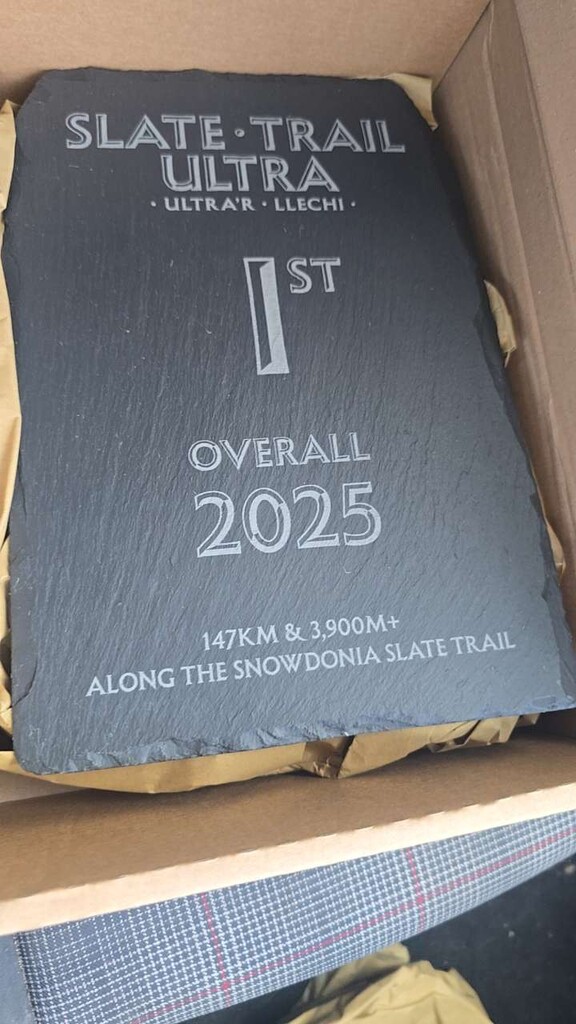 SLATE · TRAIL
ULTRA
· ULTRA'R · LLECHI ·
1ST
OVERALL
2025
147KM & 3,900M+
ALONG THE SNOWDONIA SLATE TRAIL